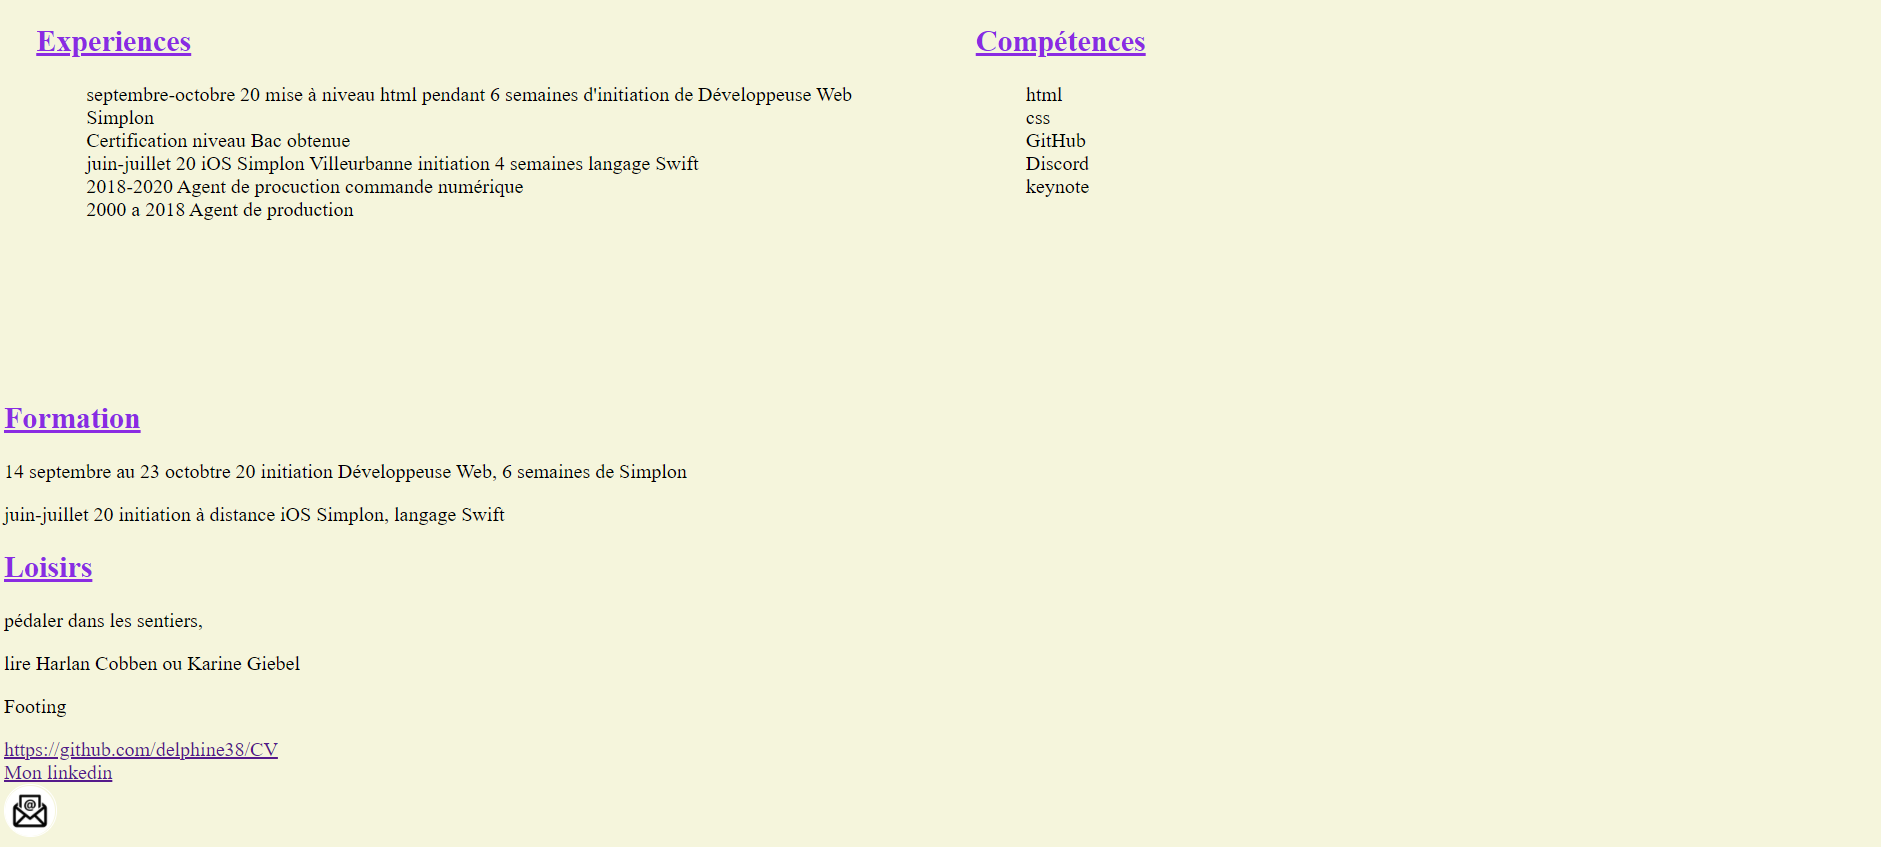 Experiences
septembre-octobre 20 mise à niveau html pendant 6 semaines d'initiation de Développeuse Web
Simplon
Certification niveau Bac obtenue
juin-juillet 20 iOS Simplon Villeurbanne initiation 4 semaines langage Swift
2018-2020 Agent de procuction commande numérique
2000 a 2018 Agent de production
Compétences
html
css
GitHub
Discord
keynote
Formation
14 septembre au 23 octobtre 20 initiation Développeuse Web, 6 semaines de Simplon
juin-juillet 20 initiation à distance iOS Simplon, langage Swift
Loisirs
pédaler dans les sentiers,
lire Harlan Cobben ou Karine Giebel
Footing
https://github.com/delphine38/CV
Mon linkedin
@